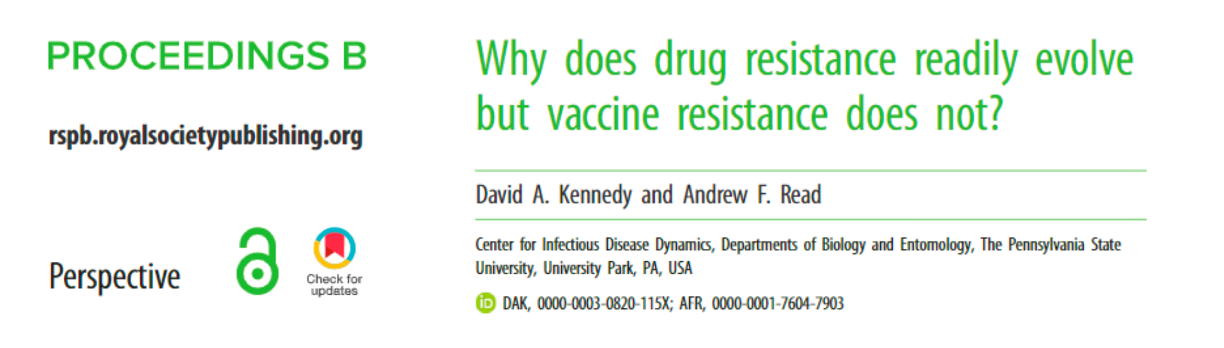 PROCEEDINGS B
rspb.royalsocietypublishing.org
Perspective
Check for
updates
Why does drug resistance readily evolve
but vaccine resistance does not?
David A. Kennedy and Andrew F. Read
Center for Infectious Disease Dynamics, Departments of Biology and Entomology, The Pennsylvania State
University, University Park, PA, USA
iD DAK, 0000-0003-0820-115X; AFR, 0000-0001-7604-7903